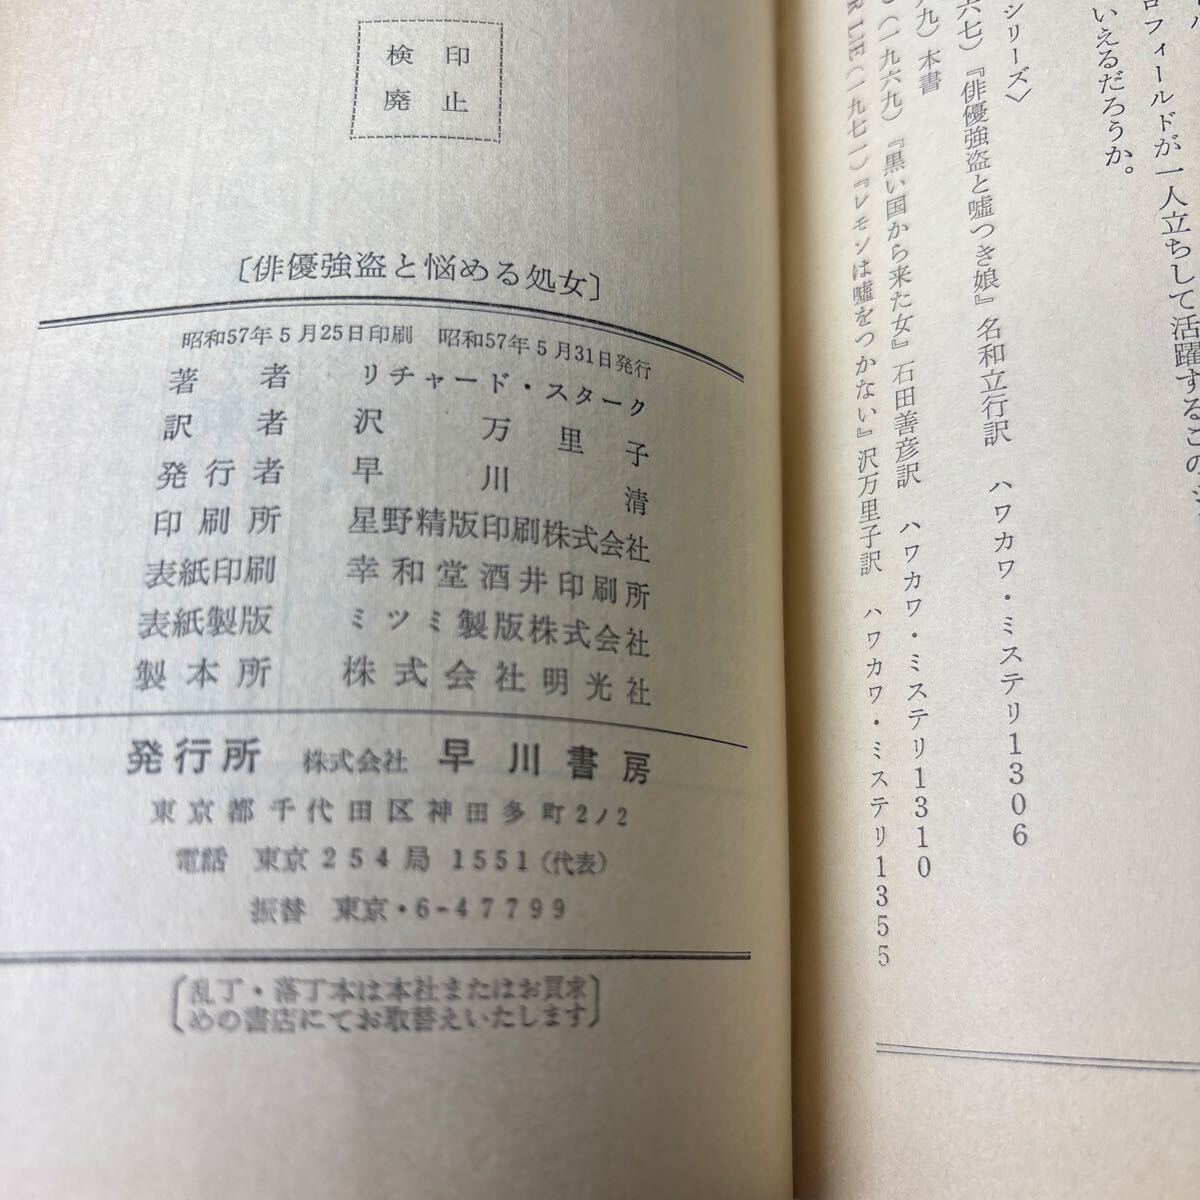 ロフィールドが一人立ちして活躍するこの
いえるだろうか。
シリーズ〉
六七）『俳優強盗と嘘つき娘』名和立行訳　ハワカワ・ミステリ1306
九）本書
（一九六九）『黒い国から来た女』石田善彦訳　ハワカワ・ミステリ1310
R LIE（一九七一）『レモンは嘘をつかない』沢万里子訳　ハワカワ・ミステリ1355
検印
廃止
〔俳優強盗と悩める処女〕
昭和57年5月25日印刷　昭和57年5月31日発行
著者　リチャード・スターク
訳者　沢万里子
発行者　早川清
印刷所　星野精版印刷株式会社
表紙印刷　幸和堂酒井印刷所
表紙製版　ミツミ製版株式会社
製本所　株式会社明光社
発行所　株式会社　早川書房
東京都千代田区神田多町2ノ2
電話　東京254局1551（代表）
振替　東京・6-47799
乱丁・落丁本は本社またはお買求
めの書店にてお取替えいたします